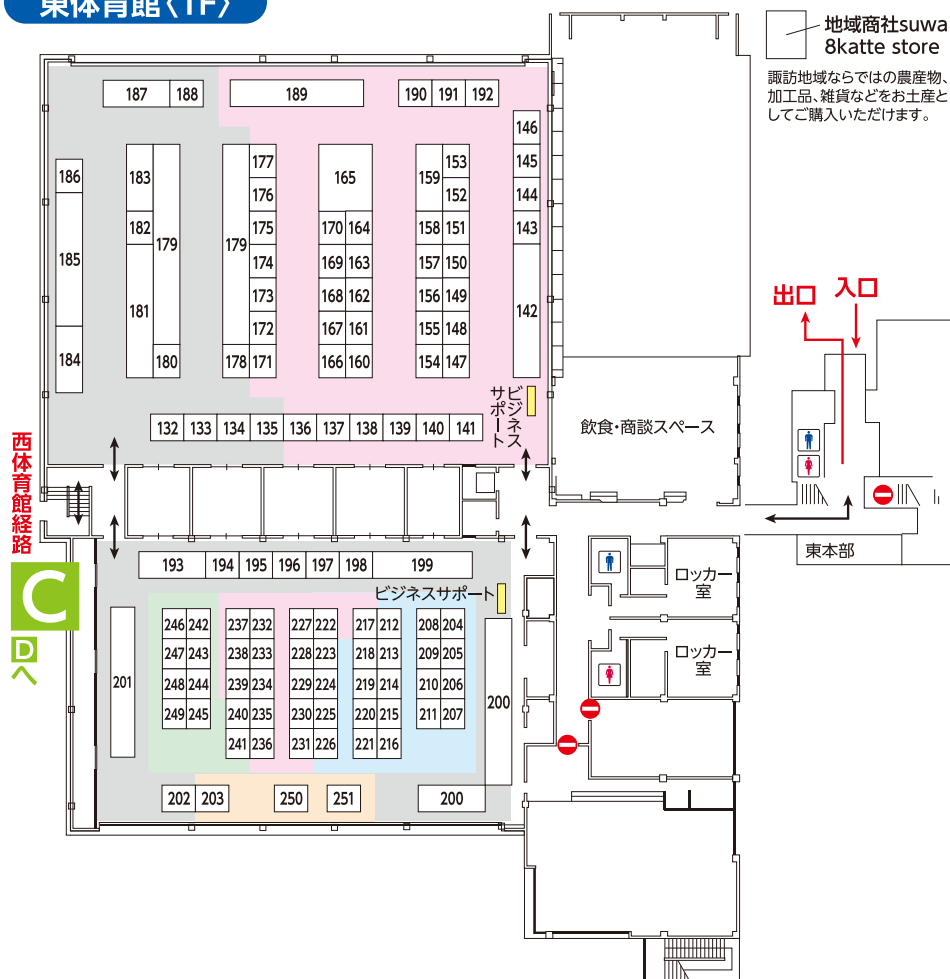 東体育館〈1F〉
地域商社suwa
8katte store
諏訪地域ならではの農産物、
加工品、雑貨などをお土産と
してご購入いただけます。
187 188 189 190 191 192
146
145
144
143
142
186
185
184
183
182
181
179
180
179
178
177
176
175
174
173
172
171
165
170 164
169 163
168 162
167 161
166 160
159
153
152
158 151
157 150
156 149
155 148
154 147
出口 入口
ビジネス
サポート
132 133 134 135 136 137 138 139 140 141
飲食・商談スペース
西体育館経路
C
Dへ
東本部
193 194 195 196 197 198 199
ビジネスサポート
ロッカー
室
ロッカー
室
201
246 242
247 243
248 244
249 245
237 232
238 233
239 234
240 235
241 236
227 222
228 223
229 224
230 225
231 226
217 212
218 213
219 214
220 215
221 216
208 204
209 205
210 206
211 207
200
202 203 250 251 200